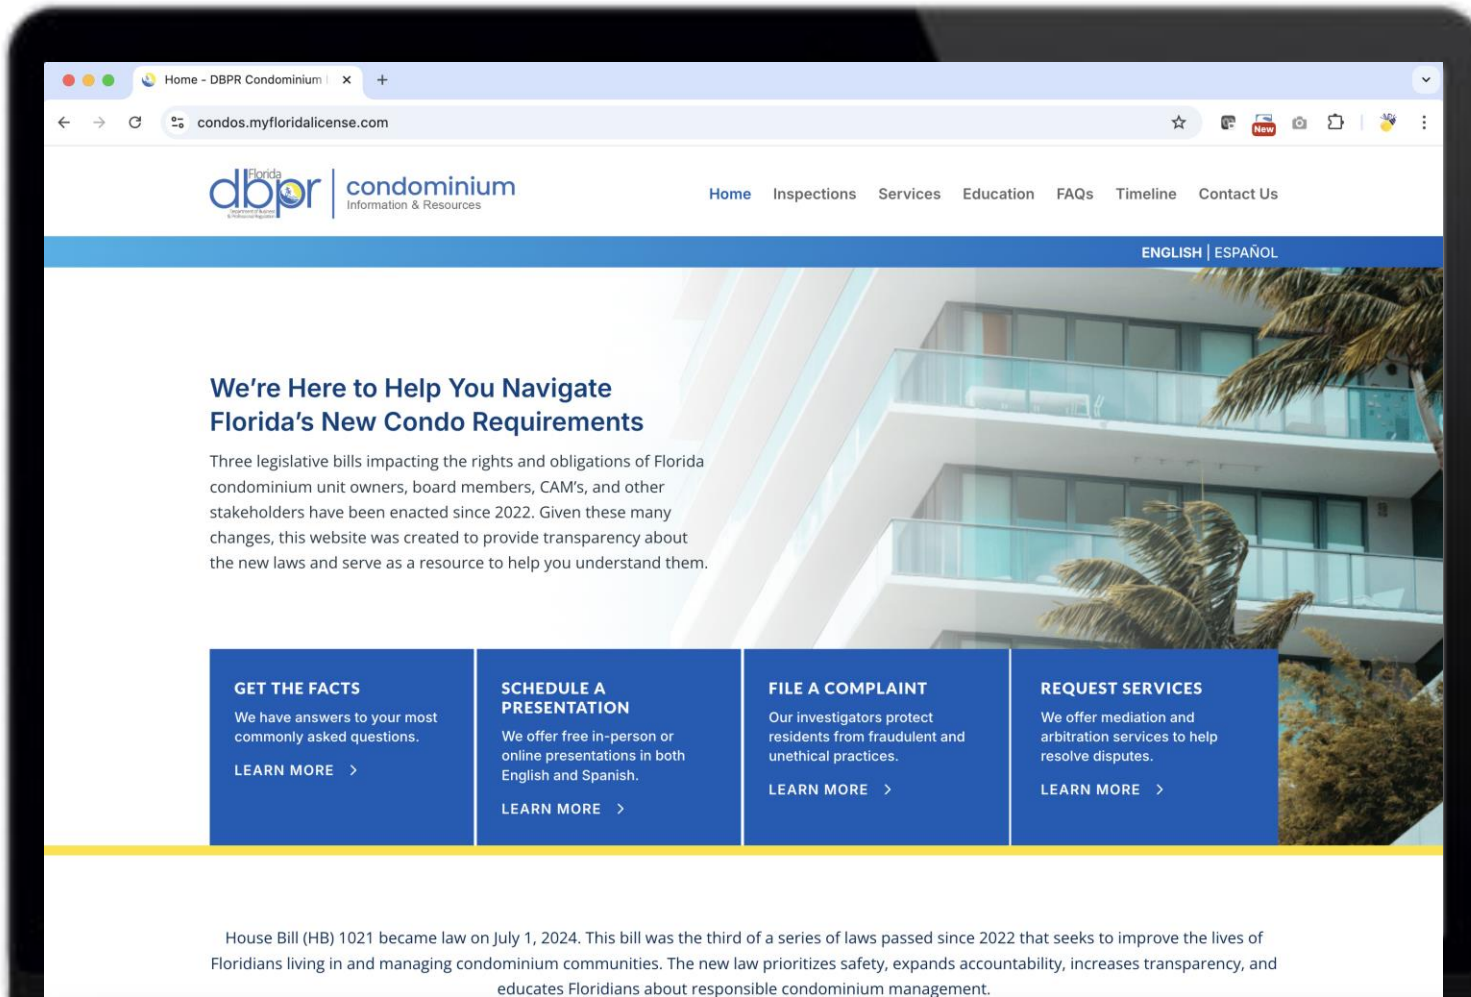 Home - DBPR Condominium
condos.myfloridalicense.com
New
Florida
dbpr
Department of Business
& Professional Regulation
condominium
Information & Resources
Home Inspections Services Education FAQs Timeline Contact Us
ENGLISH | ESPAÑOL
We're Here to Help You Navigate
Florida's New Condo Requirements
Three legislative bills impacting the rights and obligations of Florida
condominium unit owners, board members, CAM's, and other
stakeholders have been enacted since 2022. Given these many
changes, this website was created to provide transparency about
the new laws and serve as a resource to help you understand them.
GET THE FACTS
We have answers to your most
commonly asked questions.
LEARN MORE >
SCHEDULE A
PRESENTATION
We offer free in-person or
online presentations in both
English and Spanish.
LEARN MORE >
FILE A COMPLAINT
Our investigators protect
residents from fraudulent and
unethical practices.
LEARN MORE >
REQUEST SERVICES
We offer mediation and
arbitration services to help
resolve disputes.
LEARN MORE >
House Bill (HB) 1021 became law on July 1, 2024. This bill was the third of a series of laws passed since 2022 that seeks to improve the lives of
Floridians living in and managing condominium communities. The new law prioritizes safety, expands accountability, increases transparency, and
educates Floridians about responsible condominium management.